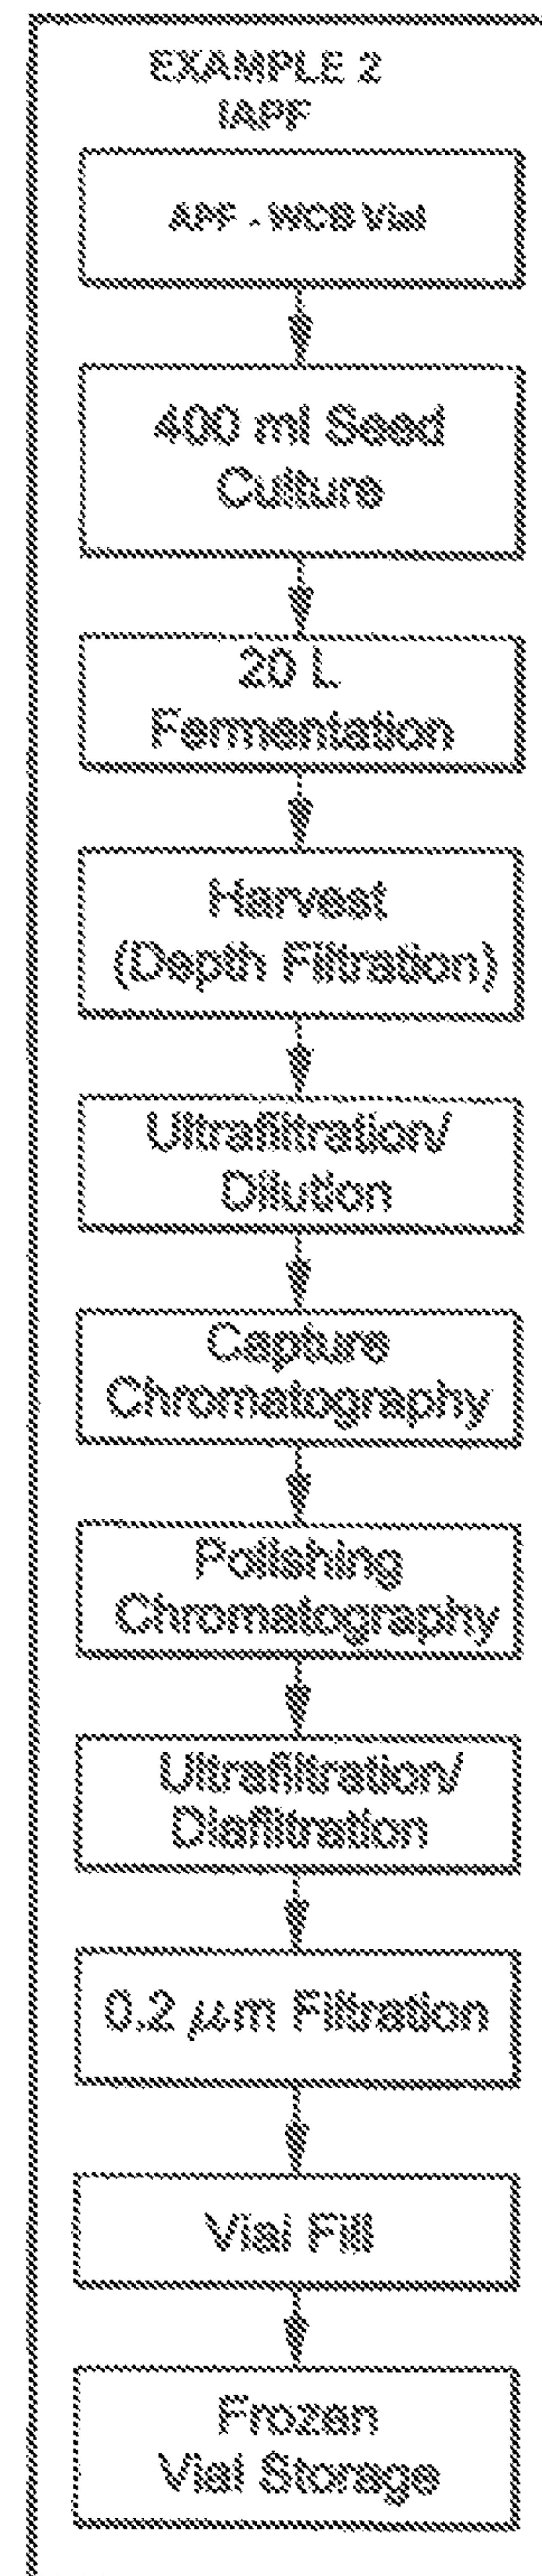 EXAMPLE 2
IAPF
APF - WCB Vial
400 ml Seed
Culture
20 L
Fermentation
Harvest
(Depth Filtration)
Ultrafiltration/
Dilution
Capture
Chromatography
Polishing
Chromatography
Ultrafiltration/
Diafiltration
0.2 μm Filtration
Vial Fill
Frozen
Vial Storage